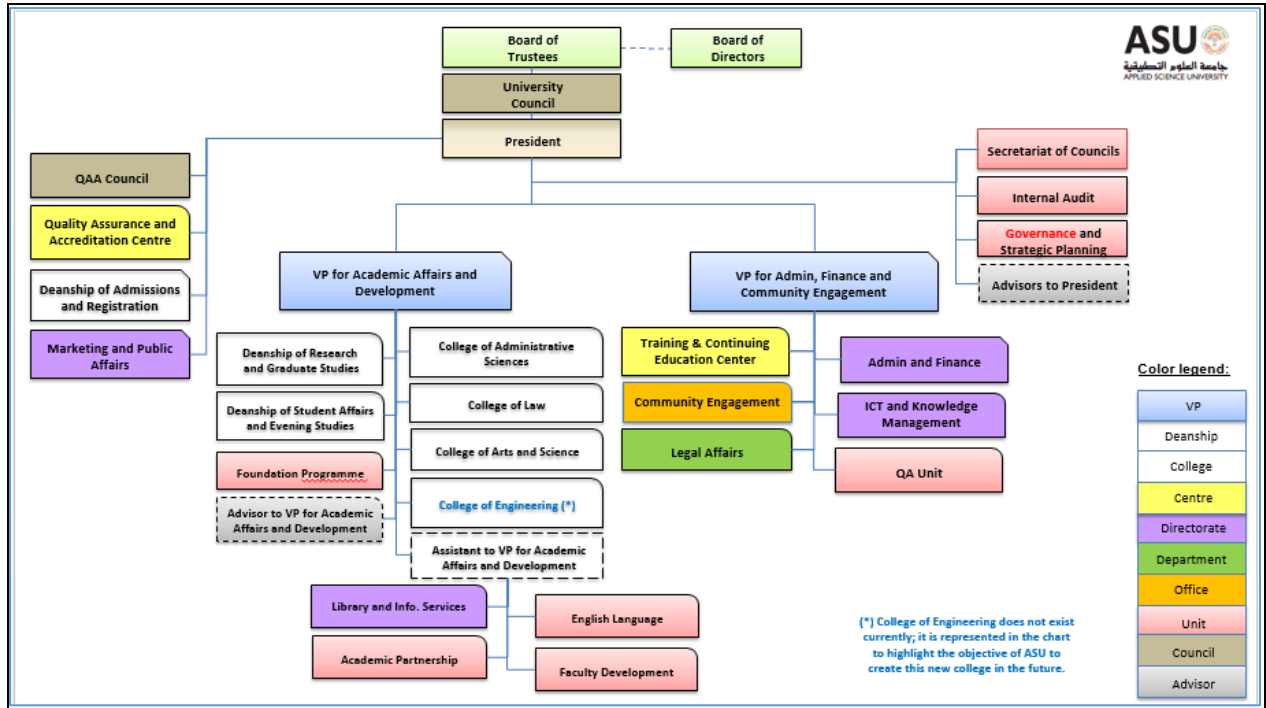 Board of
Trustees
Board of
Directors
ASU
جامعة العلوم التطبيقية
APPLIED SCIENCE UNIVERSITY
University
Council
President
QAA Council
Quality Assurance and
Accreditation Centre
Deanship of Admissions
and Registration
Marketing and Public
Affairs
Secretariat of Councils
Internal Audit
Governance and
Strategic Planning
Advisors to President
VP for Academic Affairs and
Development
VP for Admin, Finance and
Community Engagement
Deanship of Research
and Graduate Studies
Deanship of Student Affairs
and Evening Studies
Foundation Programme
Advisor to VP for Academic
Affairs and Development
College of Administrative
Sciences
College of Law
College of Arts and Science
College of Engineering (*)
Assistant to VP for Academic
Affairs and Development
Library and Info. Services
Academic Partnership
English Language
Faculty Development
Training & Continuing
Education Center
Community Engagement
Legal Affairs
Admin and Finance
ICT and Knowledge
Management
QA Unit
(*) College of Engineering does not exist
currently; it is represented in the chart
to highlight the objective of ASU to
create this new college in the future.
Color legend:
VP
Deanship
College
Centre
Directorate
Department
Office
Unit
Council
Advisor